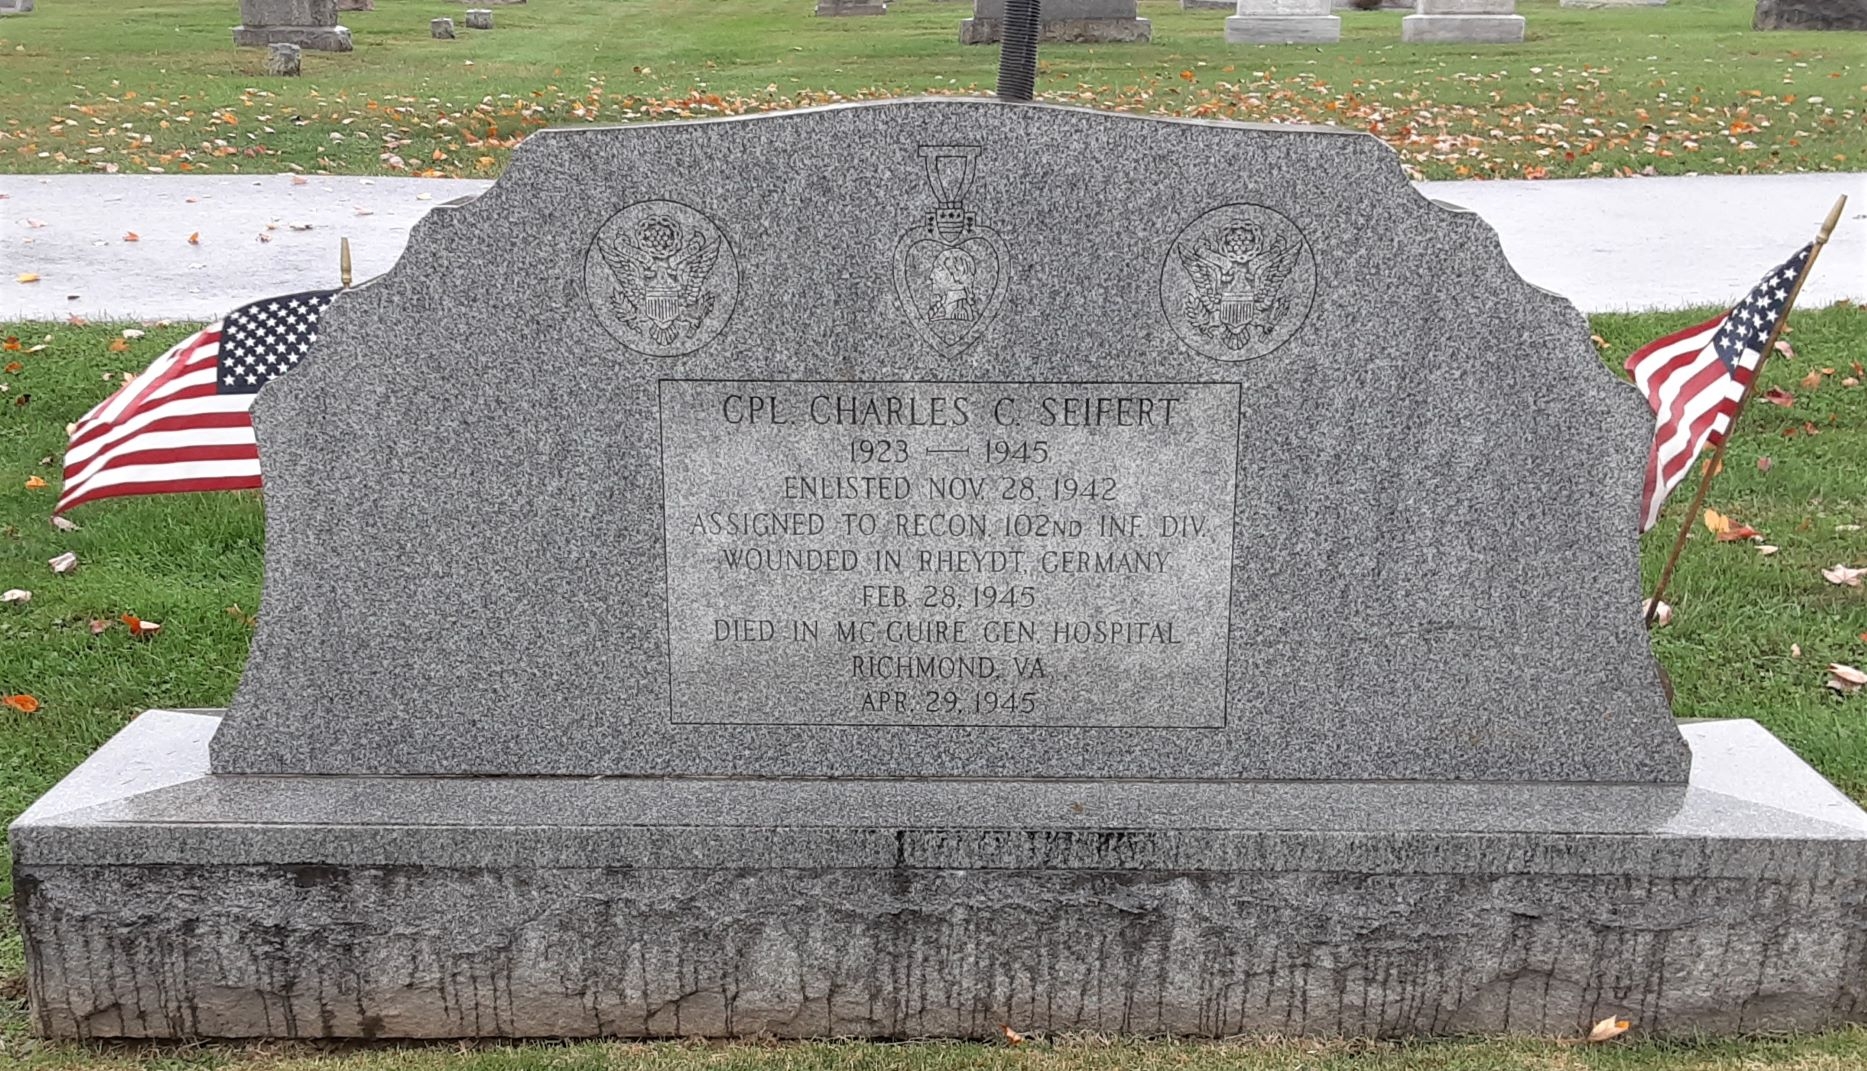 CPL. CHARLES C. SEIFERT
1923 — 1945
ENLISTED NOV. 28, 1942
ASSIGNED TO RECON. 102ND INF. DIV.
WOUNDED IN RHEYDT, GERMANY
FEB. 28, 1945
DIED IN MC GUIRE GEN. HOSPITAL
RICHMOND, VA.
APR. 29, 1945